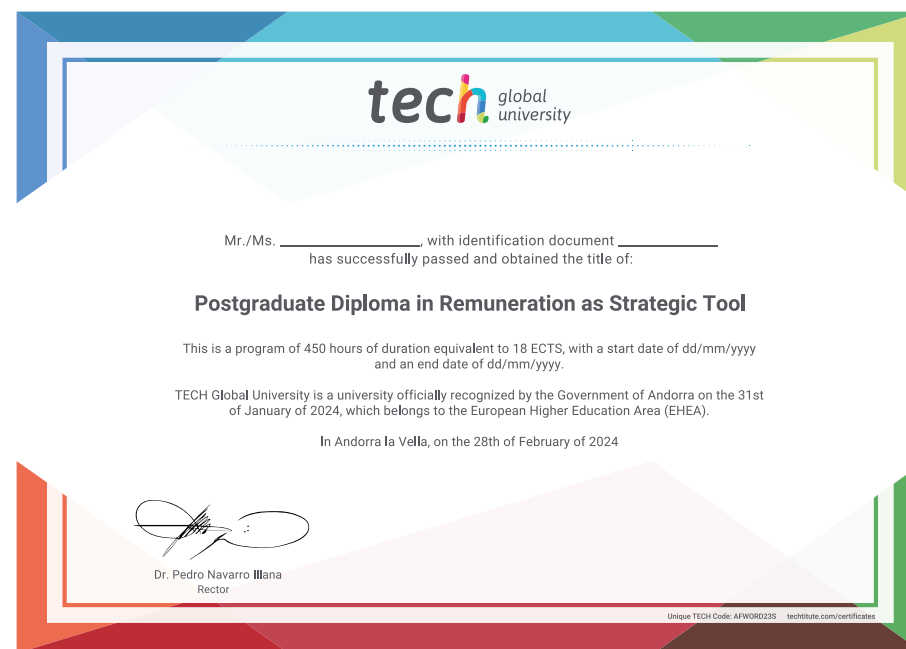 tech global
university
Mr./Ms. ____________, with identification document ____________
has successfully passed and obtained the title of:
Postgraduate Diploma in Remuneration as Strategic Tool
This is a program of 450 hours of duration equivalent to 18 ECTS, with a start date of dd/mm/yyyy
and an end date of dd/mm/yyyy.
TECH Global University is a university officially recognized by the Government of Andorra on the 31st
of January of 2024, which belongs to the European Higher Education Area (EHEA).
In Andorra la Vella, on the 28th of February of 2024
Dr. Pedro Navarro Illana
Rector
Unique TECH Code: AFWORD23S techtitute.com/certificates